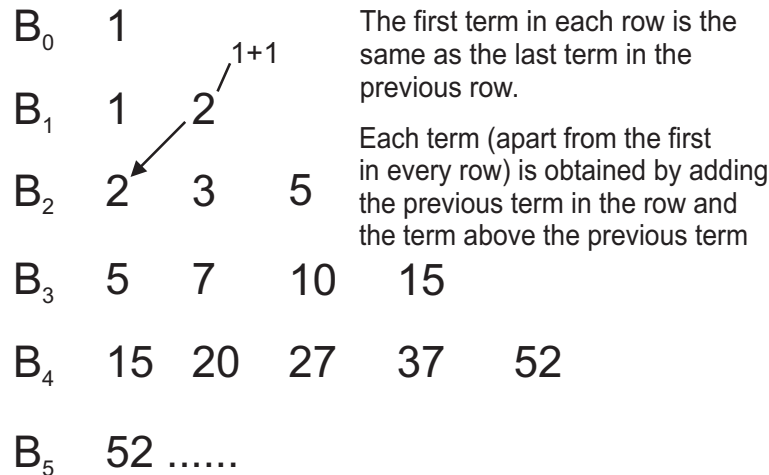 B₀ 1
1+1
The first term in each row is the
same as the last term in the
previous row.
B₁ 1 2
Each term (apart from the first
in every row) is obtained by adding
the previous term in the row and
the term above the previous term
B₂ 2 3 5
B₃ 5 7 10 15
B₄ 15 20 27 37 52
B₅ 52 ......